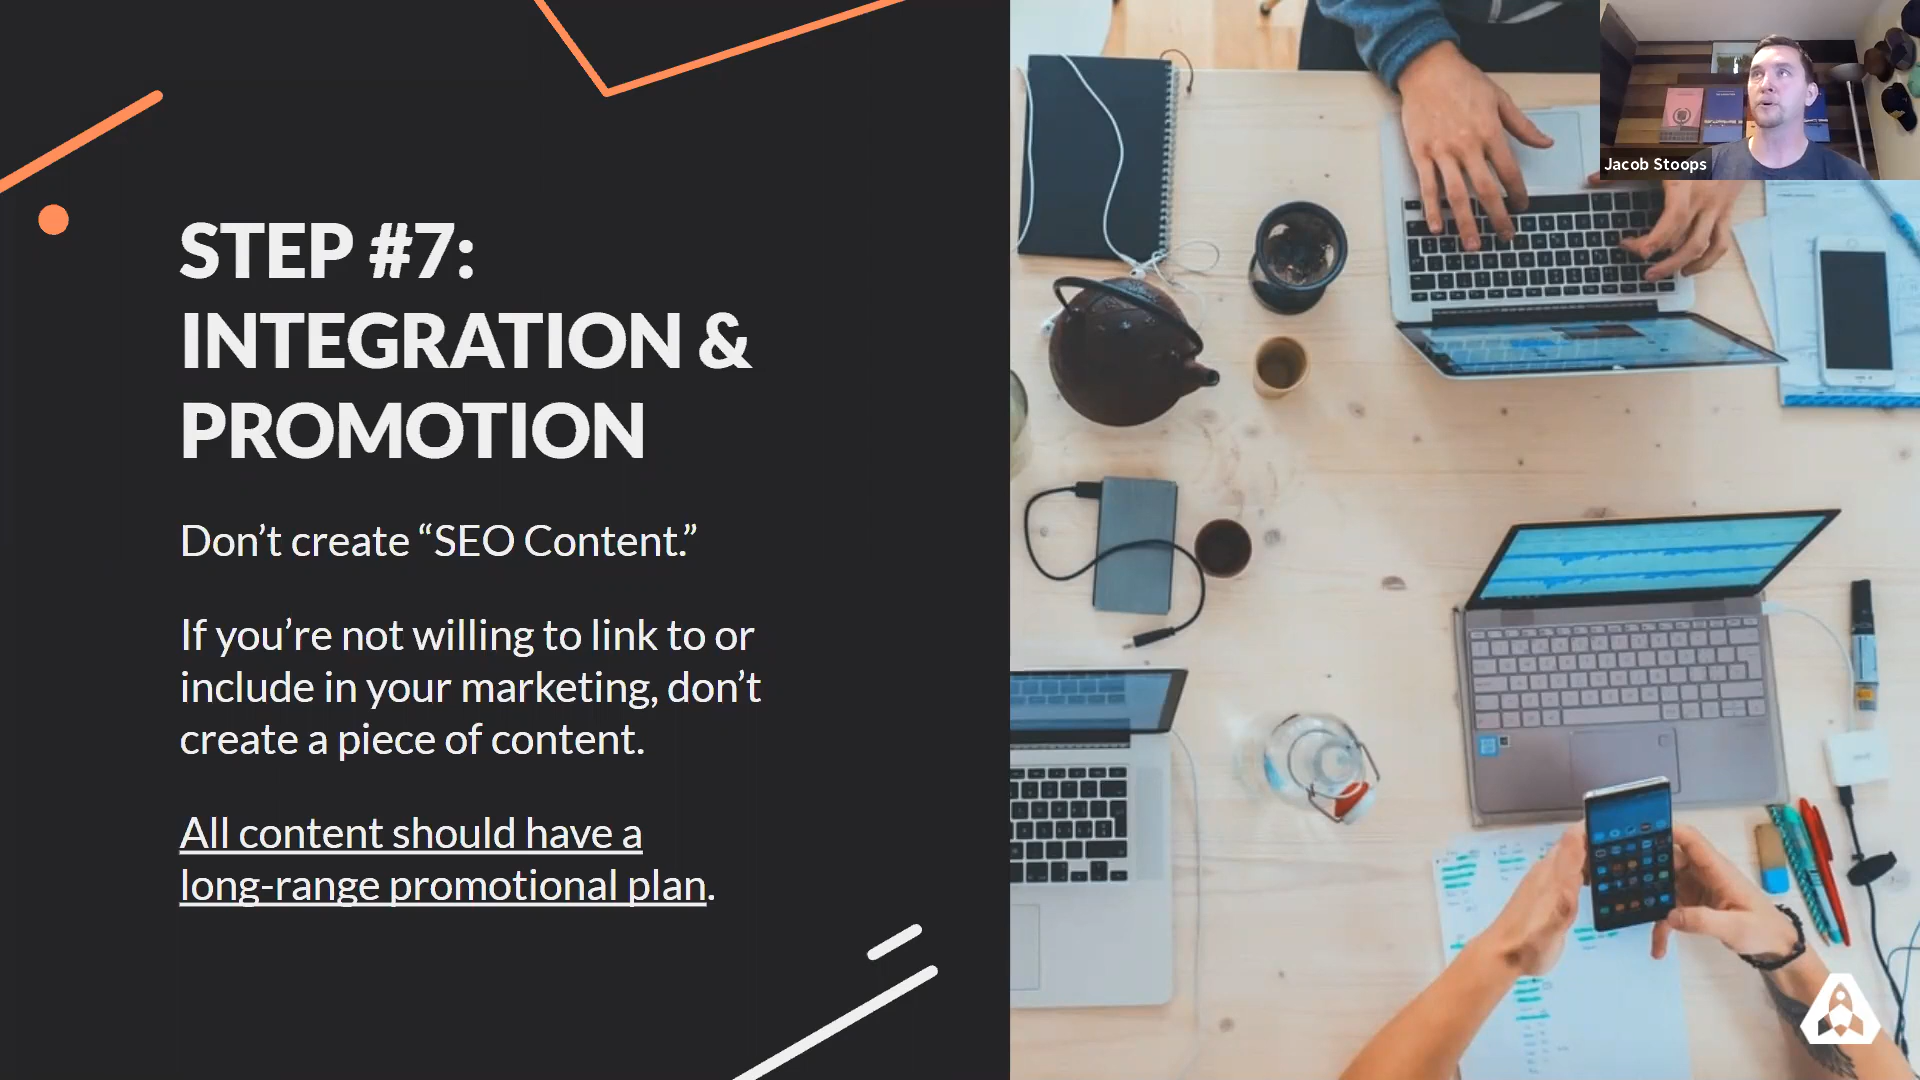 STEP #7:
INTEGRATION &
PROMOTION
Don’t create “SEO Content.”
If you’re not willing to link to or
include in your marketing, don’t
create a piece of content.
All content should have a
long-range promotional plan.
Jacob Stoops